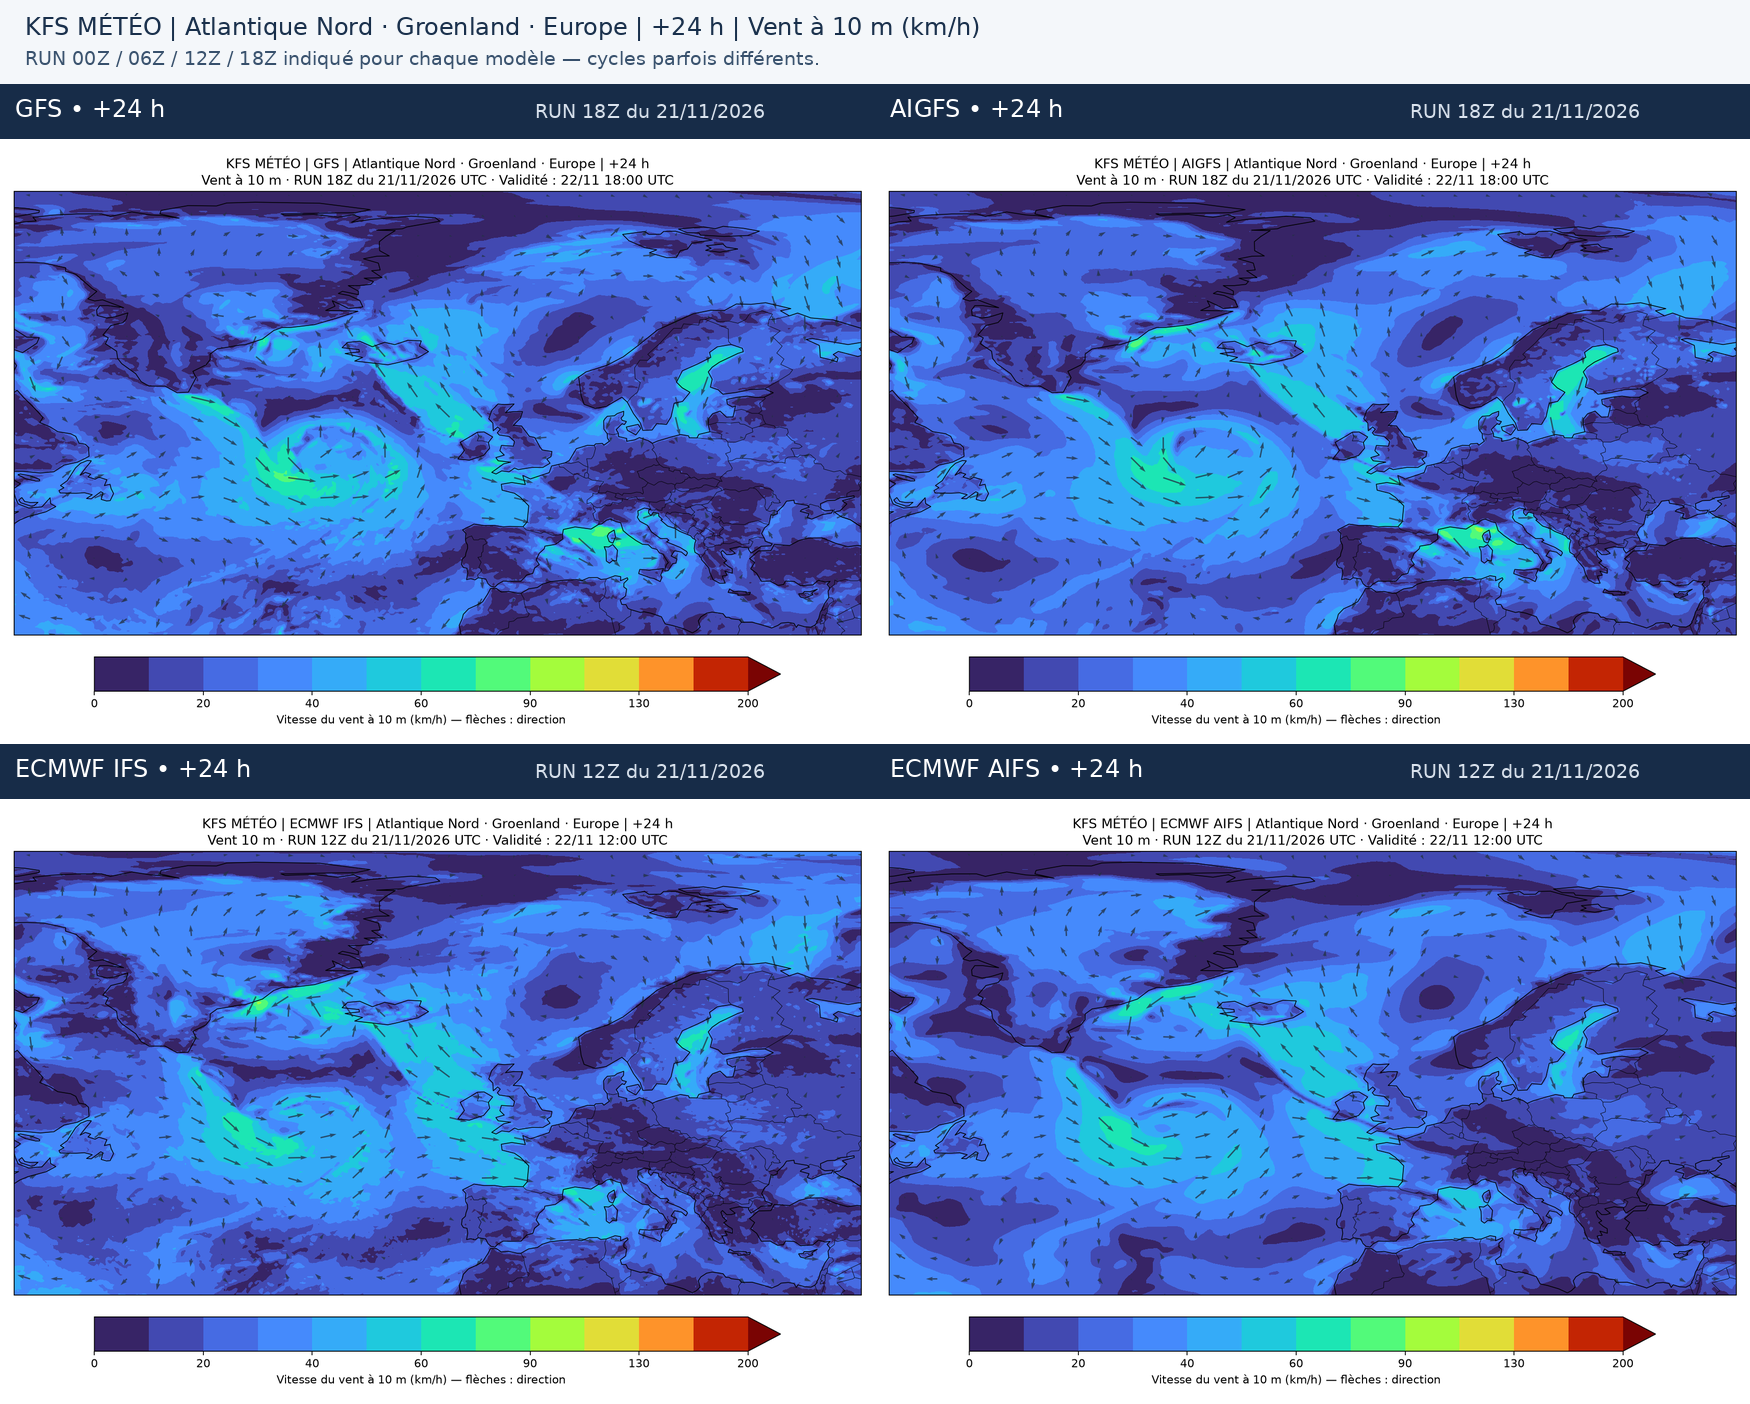 KFS MÉTÉO | Atlantique Nord · Groenland · Europe | +24 h | Vent à 10 m (km/h)
RUN 00Z / 06Z / 12Z / 18Z indiqué pour chaque modèle — cycles parfois différents.
GFS • +24 h
RUN 18Z du 21/11/2026
KFS MÉTÉO | GFS | Atlantique Nord · Groenland · Europe | +24 h
Vent à 10 m · RUN 18Z du 21/11/2026 UTC · Validité : 22/11 18:00 UTC
0 20 40 60 90 130 200
Vitesse du vent à 10 m (km/h) — flèches : direction
AIGFS • +24 h
RUN 18Z du 21/11/2026
KFS MÉTÉO | AIGFS | Atlantique Nord · Groenland · Europe | +24 h
Vent à 10 m · RUN 18Z du 21/11/2026 UTC · Validité : 22/11 18:00 UTC
0 20 40 60 90 130 200
Vitesse du vent à 10 m (km/h) — flèches : direction
ECMWF IFS • +24 h
RUN 12Z du 21/11/2026
KFS MÉTÉO | ECMWF IFS | Atlantique Nord · Groenland · Europe | +24 h
Vent 10 m · RUN 12Z du 21/11/2026 UTC · Validité : 22/11 12:00 UTC
0 20 40 60 90 130 200
Vitesse du vent à 10 m (km/h) — flèches : direction
ECMWF AIFS • +24 h
RUN 12Z du 21/11/2026
KFS MÉTÉO | ECMWF AIFS | Atlantique Nord · Groenland · Europe | +24 h
Vent 10 m · RUN 12Z du 21/11/2026 UTC · Validité : 22/11 12:00 UTC
0 20 40 60 90 130 200
Vitesse du vent à 10 m (km/h) — flèches : direction